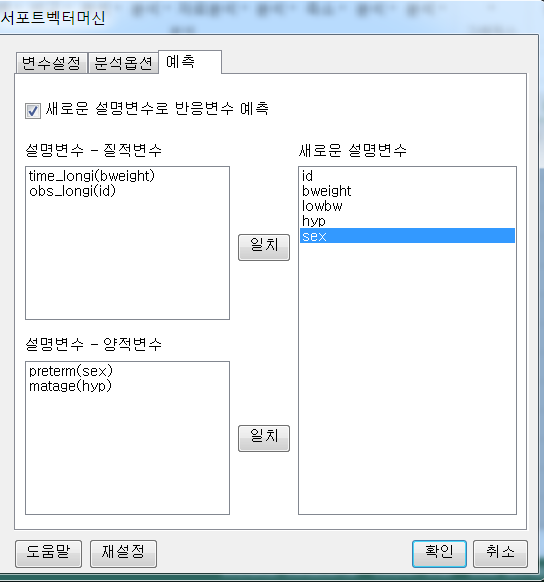 서포트벡터머신
변수설정 분석옵션 예측
새로운 설명변수로 반응변수 예측
설명변수 - 질적변수
time_longi(bweight)
obs_longi(id)
일치
새로운 설명변수
id
bweight
lowbw
hyp
sex
설명변수 - 양적변수
preterm(sex)
matage(hyp)
일치
도움말 재설정 확인 취소